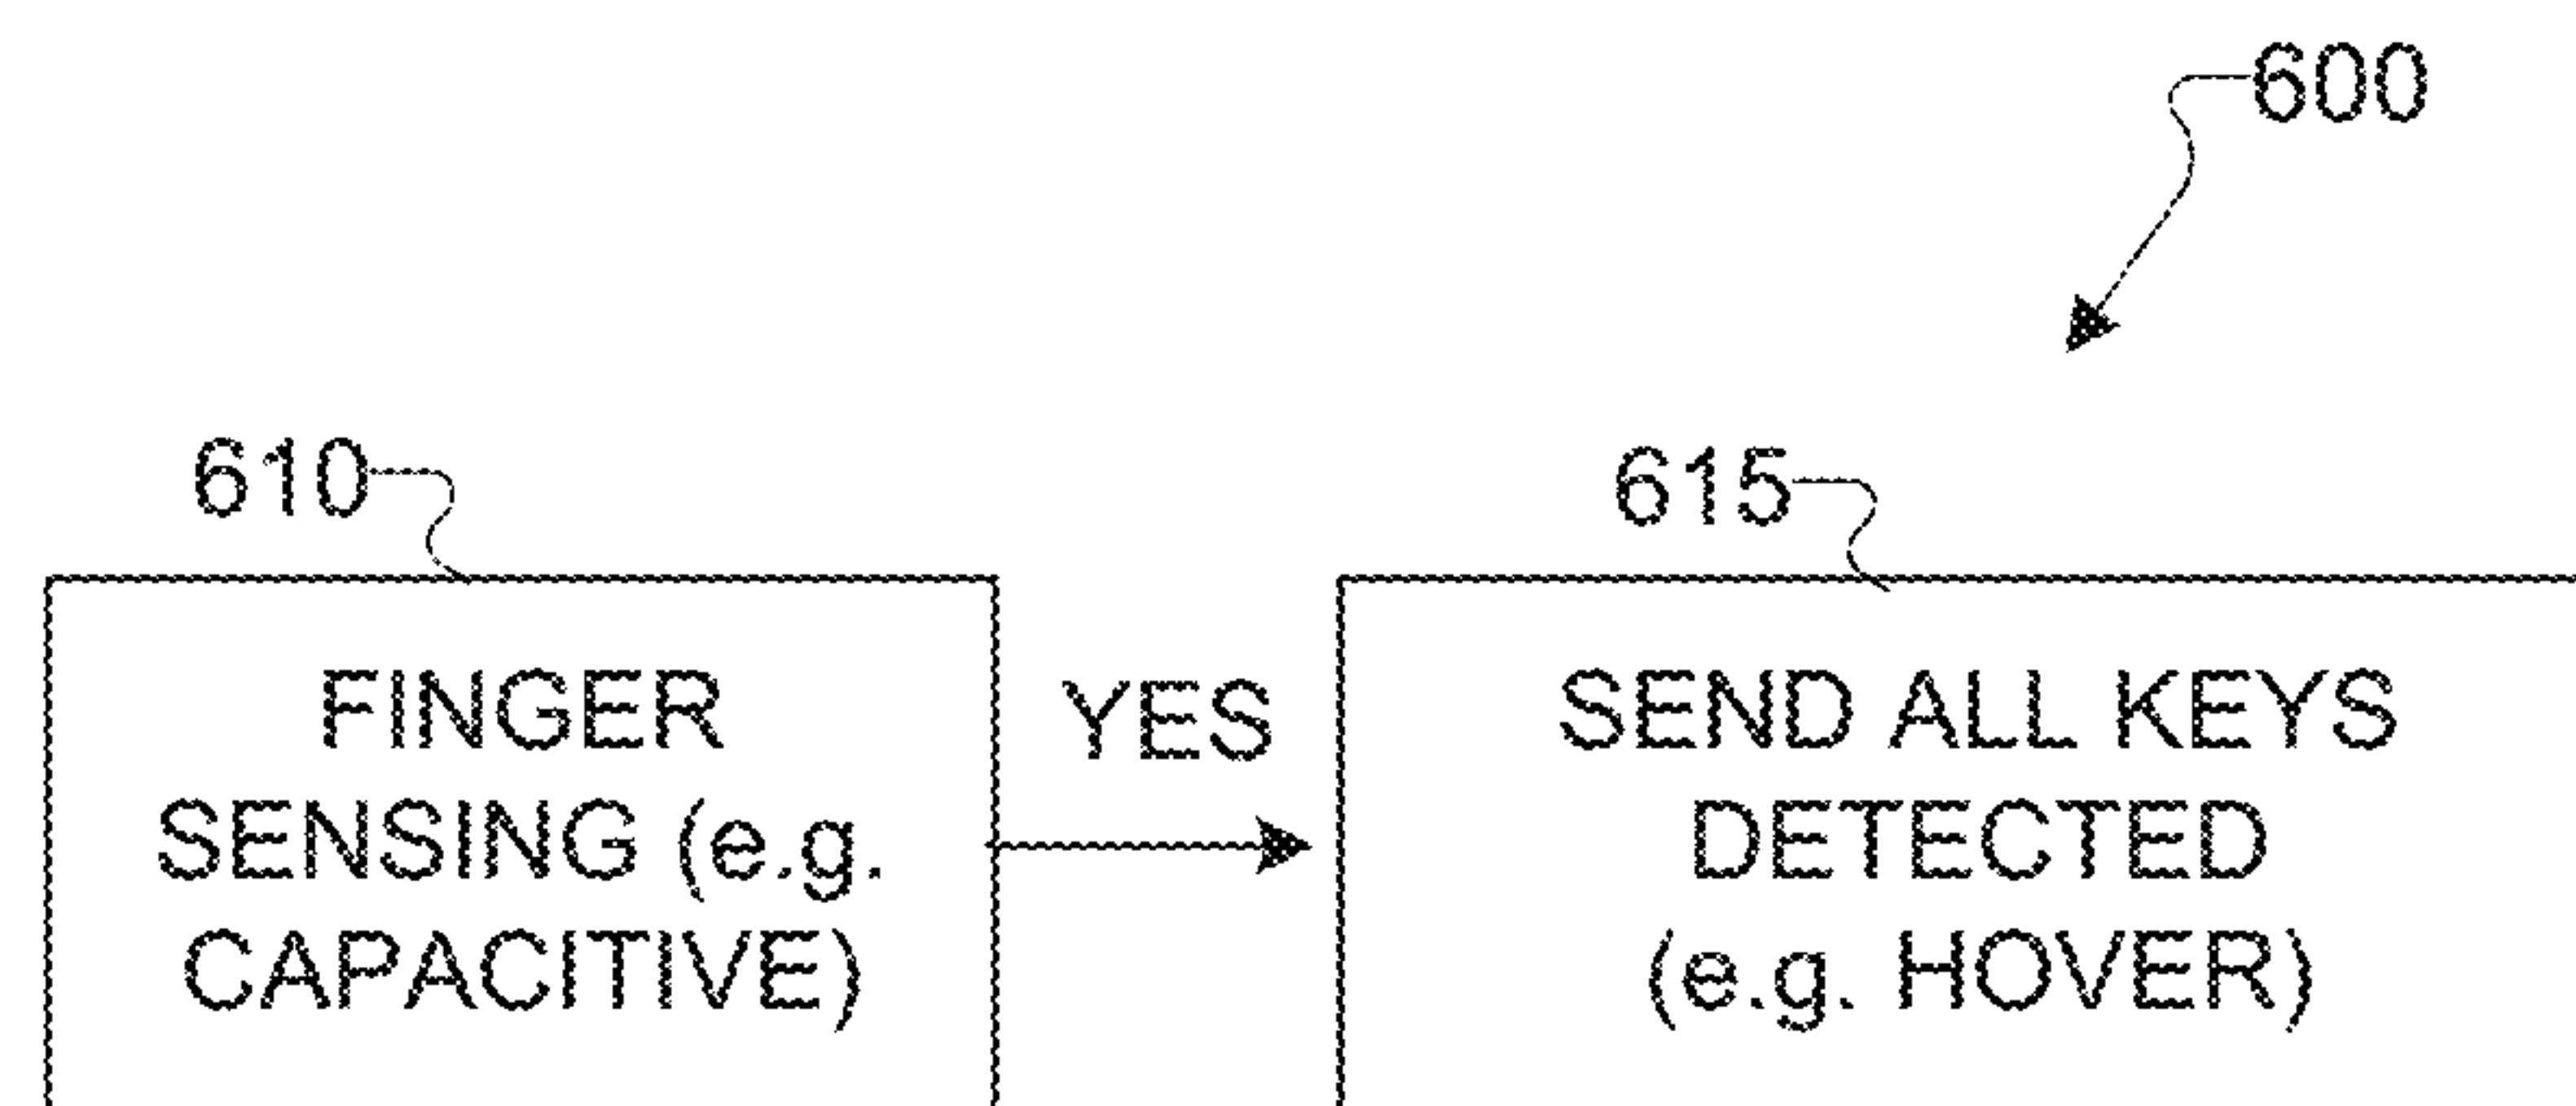 600
610
615
FINGER
SENSING (e.g.
CAPACITIVE)
YES
SEND ALL KEYS
DETECTED
(e.g. HOVER)